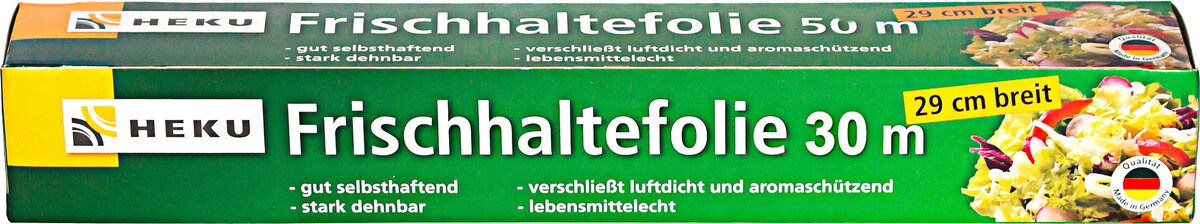 HEKU
Frischhaltefolie 50 m
29 cm breit
- gut selbsthaftend
- stark dehnbar
- verschließt luftdicht und aromaschützend
- lebensmittelecht
Qualität
Made in Germany
HEKU
Frischhaltefolie 30 m
29 cm breit
- gut selbsthaftend
- stark dehnbar
- verschließt luftdicht und aromaschützend
- lebensmittelecht
Qualität
Made in Germany